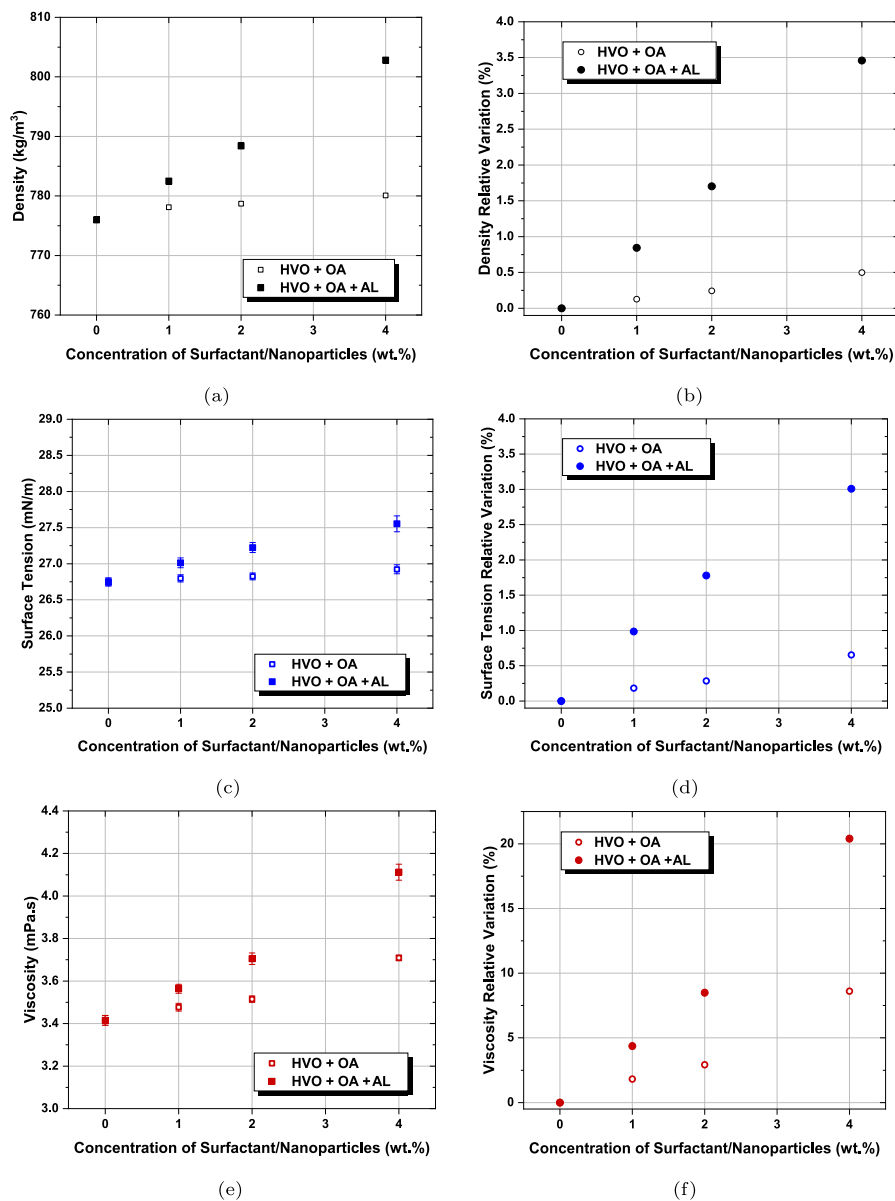 810
800
790
780
770
760
Density (kg/m³)
HVO + OA
HVO + OA + AL
0 1 2 3 4
Concentration of Surfactant/Nanoparticles (wt.%)
(a)
4.0
3.5
3.0
2.5
2.0
1.5
1.0
0.5
0.0
Density Relative Variation (%)
HVO + OA
HVO + OA + AL
0 1 2 3 4
Concentration of Surfactant/Nanoparticles (wt.%)
(b)
29.0
28.5
28.0
27.5
27.0
26.5
26.0
25.5
25.0
Surface Tension (mN/m)
HVO + OA
HVO + OA +AL
0 1 2 3 4
Concentration of Surfactant/Nanoparticles (wt.%)
(c)
4.0
3.5
3.0
2.5
2.0
1.5
1.0
0.5
0.0
Surface Tension Relative Variation (%)
HVO + OA
HVO + OA +AL
0 1 2 3 4
Concentration of Surfactant/Nanoparticles (wt.%)
(d)
4.4
4.2
4.0
3.8
3.6
3.4
3.2
3.0
Viscosity (mPa.s)
HVO + OA
HVO + OA +AL
0 1 2 3 4
Concentration of Surfactant/Nanoparticles (wt.%)
(e)
20
15
10
5
0
Viscosity Relative Variation (%)
HVO + OA
HVO + OA +AL
0 1 2 3 4
Concentration of Surfactant/Nanoparticles (wt.%)
(f)